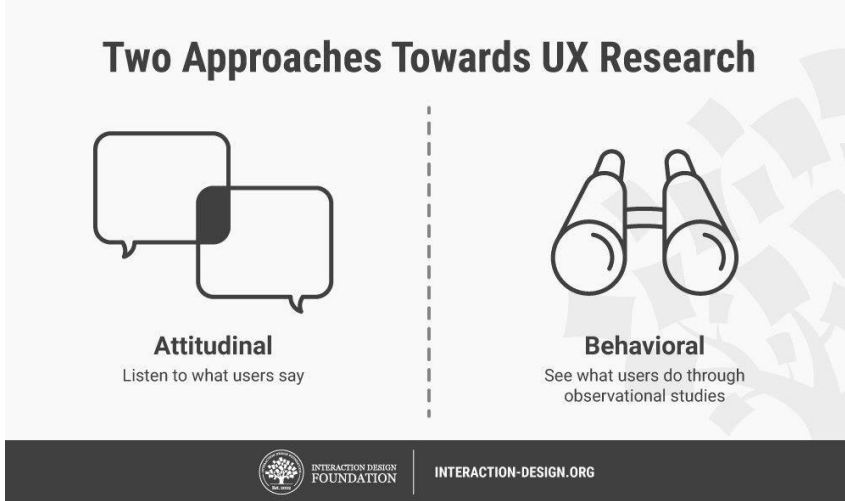 Two Approaches Towards UX Research
Attitudinal
Listen to what users say
Behavioral
See what users do through
observational studies
INTERACTION DESIGN
FOUNDATION
INTERACTION-DESIGN.ORG